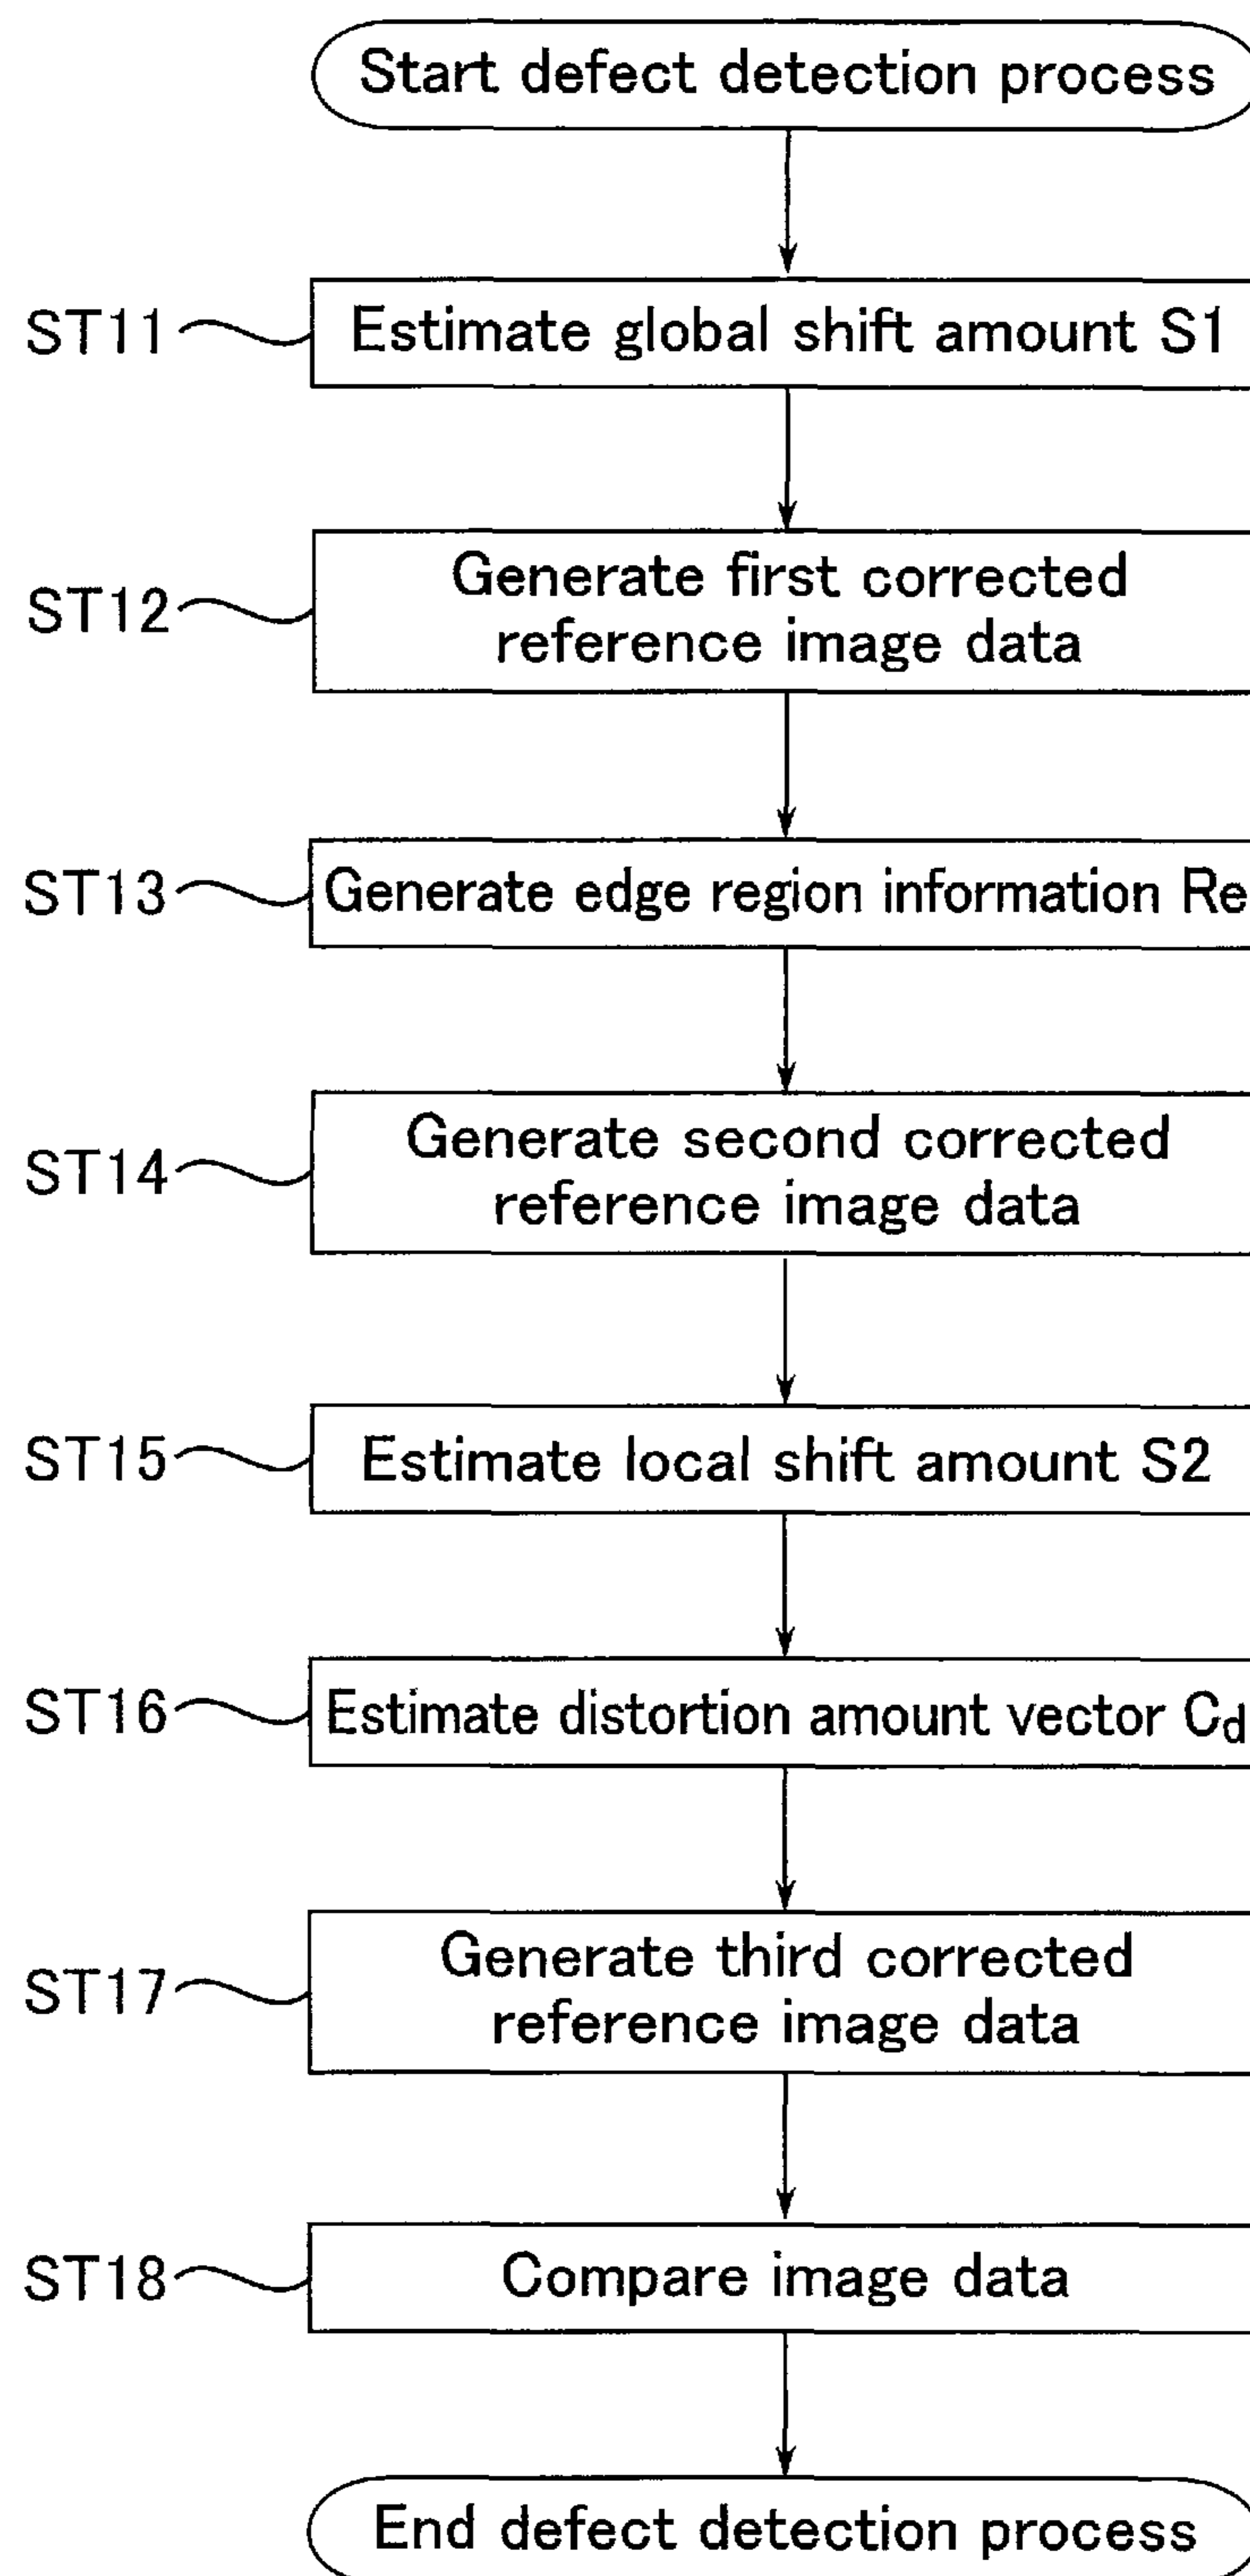 Start defect detection process
ST11
Estimate global shift amount S1
ST12
Generate first corrected
reference image data
ST13
Generate edge region information Re
ST14
Generate second corrected
reference image data
ST15
Estimate local shift amount S2
ST16
Estimate distortion amount vector Cd
ST17
Generate third corrected
reference image data
ST18
Compare image data
End defect detection process